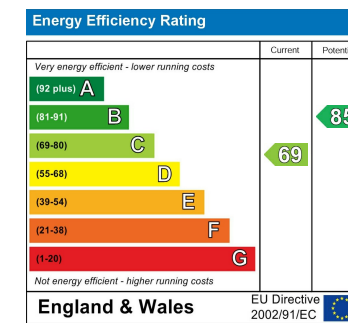 Energy Efficiency Rating
Current Potenti
Very energy efficient - lower running costs
(92 plus) A
(81-91) B 85
(69-80) C 69
(55-68) D
(39-54) E
(21-38) F
(1-20) G
Not energy efficient - higher running costs
England & Wales
EU Directive
2002/91/EC